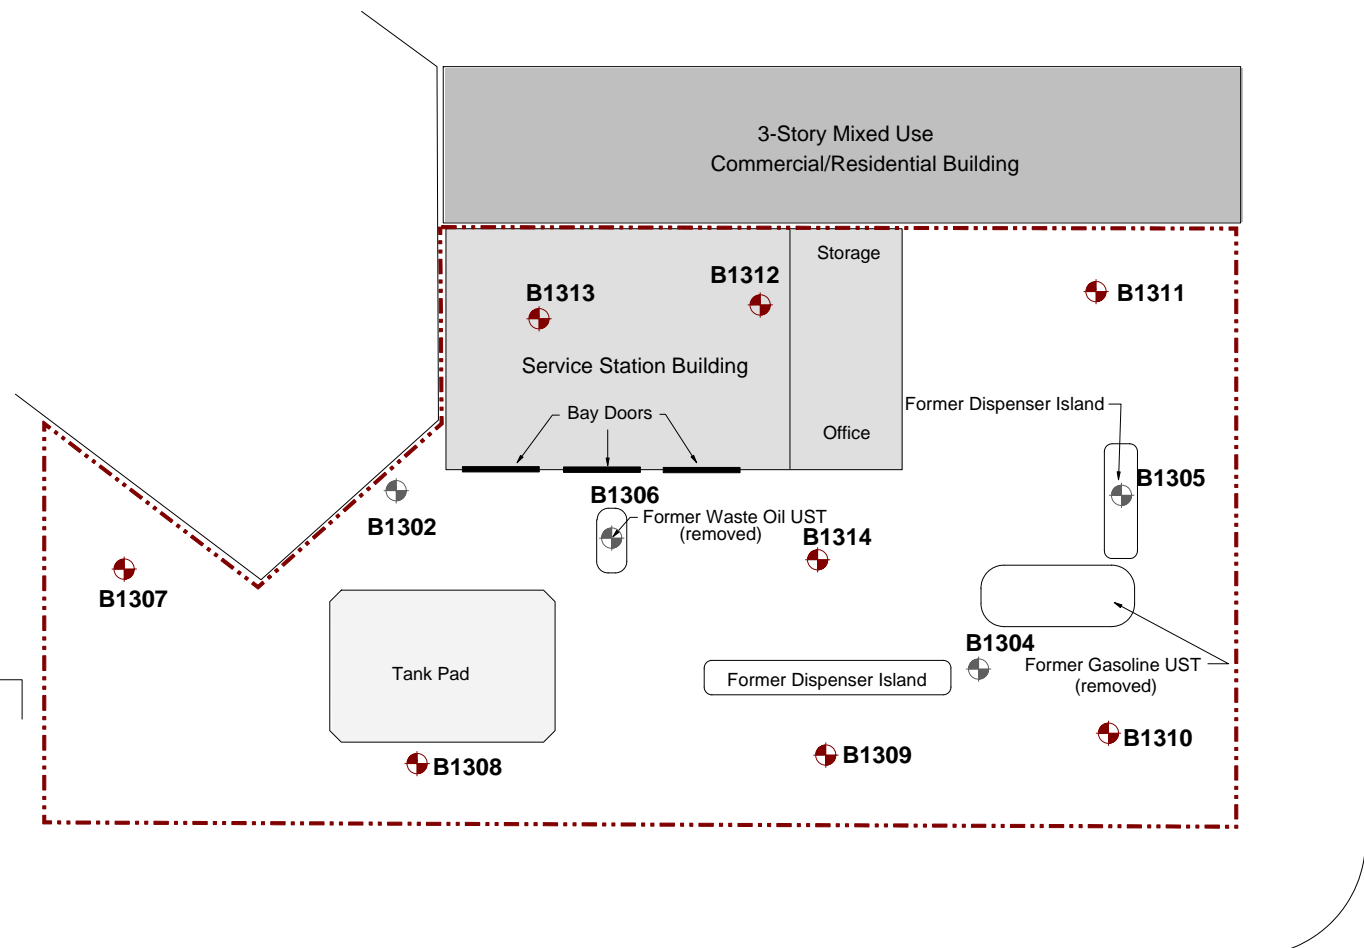 3-Story Mixed Use
Commercial/Residential Building
Storage
B1312
B1313
B1311
Service Station Building
Former Dispenser Island
Bay Doors
Office
B1305
B1306
Former Waste Oil UST
(removed)
B1302
B1314
B1307
B1304
Former Gasoline UST
(removed)
Tank Pad
Former Dispenser Island
B1310
B1309
B1308